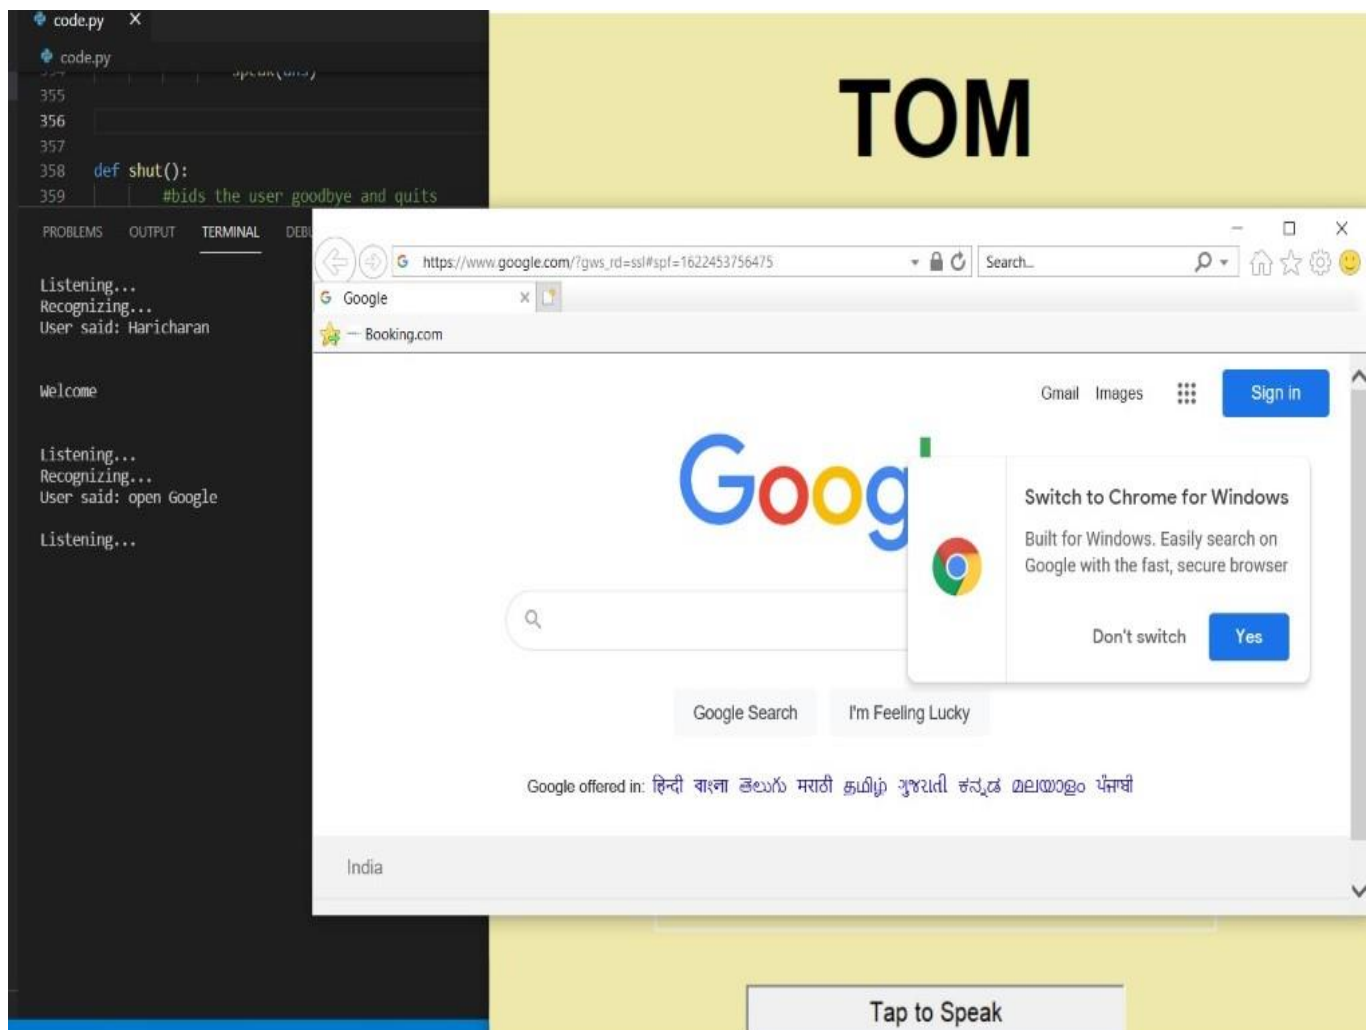 code.py
code.py
355
356
357
358 def shut():
359 #bids the user goodbye and quits
PROBLEMS OUTPUT TERMINAL
Listening...
Recognizing...
User said: Haricharan
Welcome
Listening...
Recognizing...
User said: open Google
Listening...
TOM
https://www.google.com/?gws_rd=ssl#spf=1622453756475
Search...
Google
Booking.com
Gmail Images Sign in
Goog
Switch to Chrome for Windows
Built for Windows. Easily search on
Google with the fast, secure browser
Don't switch Yes
Google Search I'm Feeling Lucky
Google offered in: हिन्दी বাংলা తెలుగు मराठी தமிழ் ગુજરાતી ಕನ್ನಡ മലയാളം ਪੰਜਾਬੀ
India
Tap to Speak